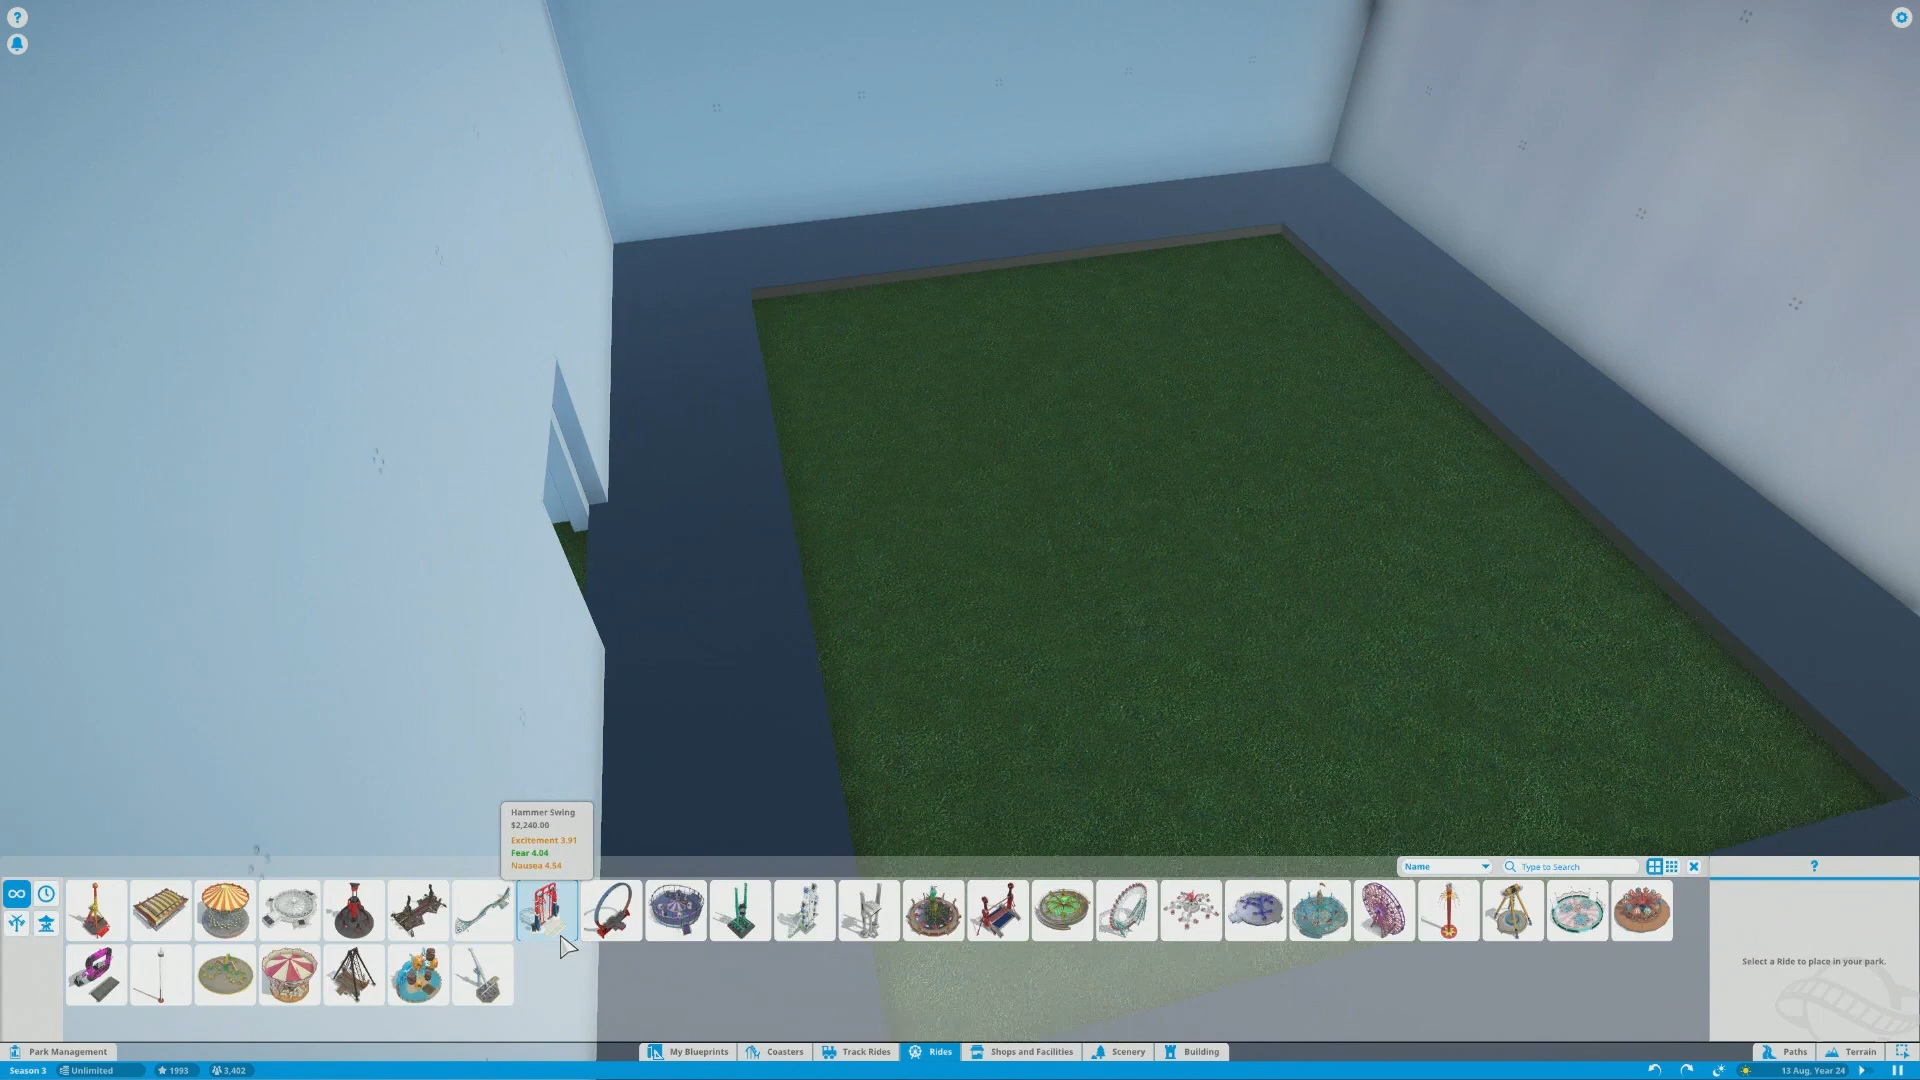 ?
Hammer Swing
$2,240.00
Excitement 3.91
Fear 4.04
Nausea 4.54
Name
Type to Search
?
Select a Ride to place in your park.
Park Management
My Blueprints
Coasters
Track Rides
Rides
Shops and Facilities
Scenery
Building
Paths
Terrain
Season 3
Unlimited
1993
3,402
13 Aug, Year 24